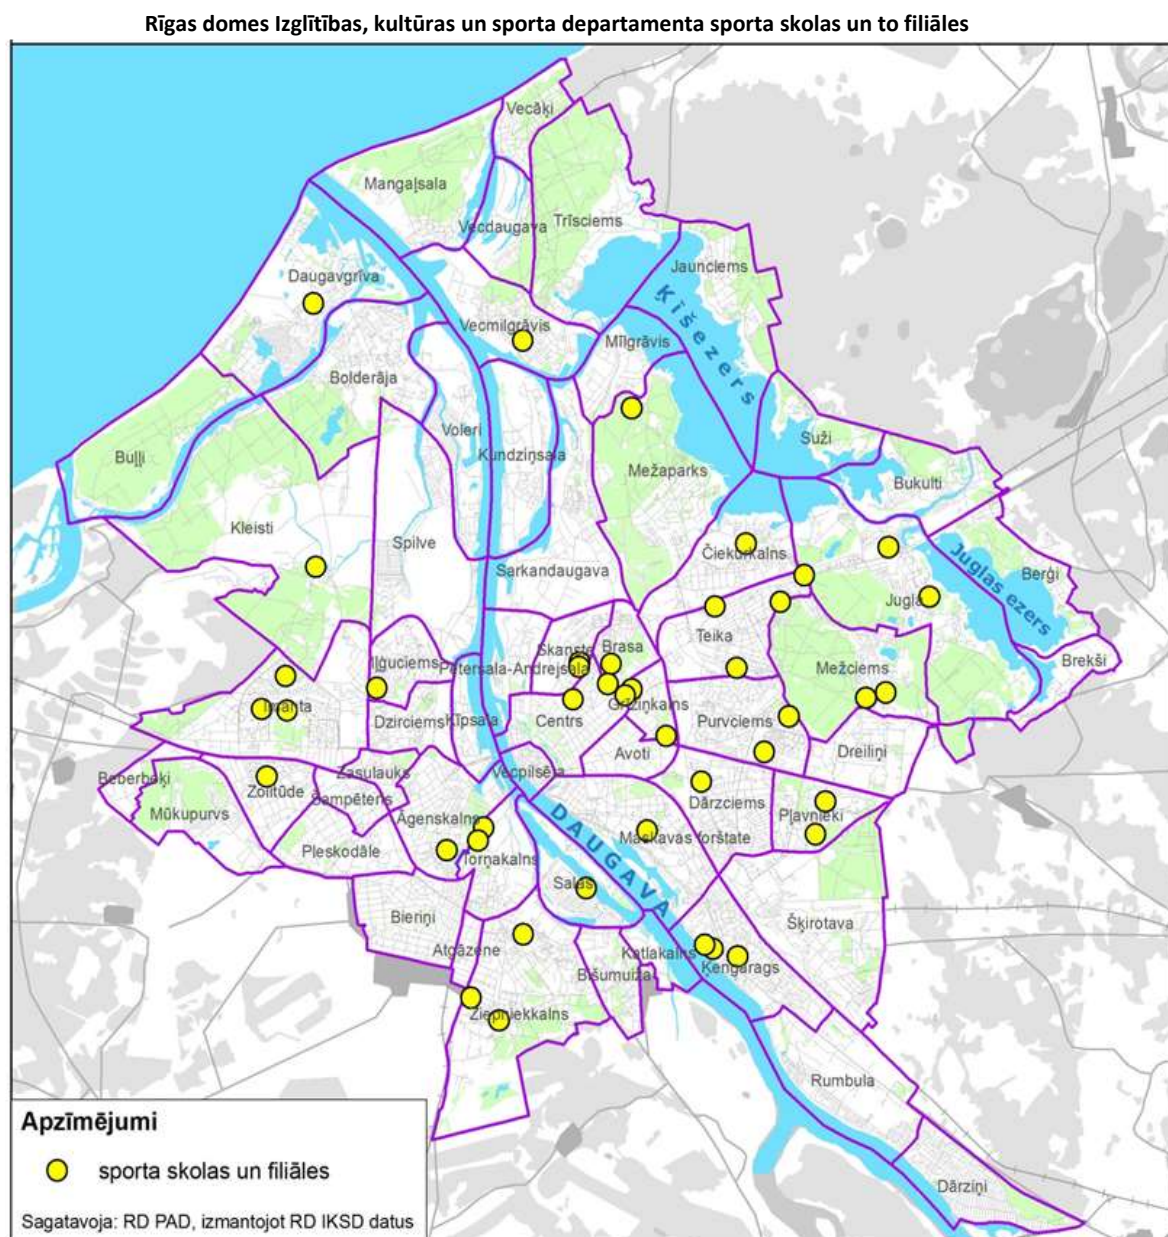 Rīgas domes Izglītības, kultūras un sporta departamenta sporta skolas un to filiāles
Vecāķi
Mangaļsala
Vecdaugava
Trīsciems
Jaunciems
Daugavgrīva
Ķīšezers
Vecmīlgrāvis
Mīlgrāvis
Bolderāja
Voleri
Kundziņsala
Suži
Buļļi
Mežaparks
Bukulti
Kleisti
Spilve
Čiekurkalns
Sarkandaugava
Juglas ezers
Berģi
Jugla
Teika
Skanste
Brasa
Iļģuciems
Pētersala-Andrejsala
Mežciems
Brekši
Imanta
Grīziņkalns
Dzirciems
Ķīpsala
Centrs
Purvciems
Avoti
Dreiliņi
Beberbeķi
Zolitūde
Zasulauks
Vecpilsēta
Šampēteris
Mūkupurvs
Dārzciems
Pļavnieki
Āgenskalns
DAUGAVA
Maskavas forštate
Pleskodāle
Torņakalns
Salas
Bieriņi
Šķirotava
Atgāzene
Katlakalns
Ķengarags
Bišumuiža
Ziepniekkalns
Rumbula
Dārziņi
Apzīmējumi
sporta skolas un filiāles
Sagatavoja: RD PAD, izmantojot RD IKSD datus